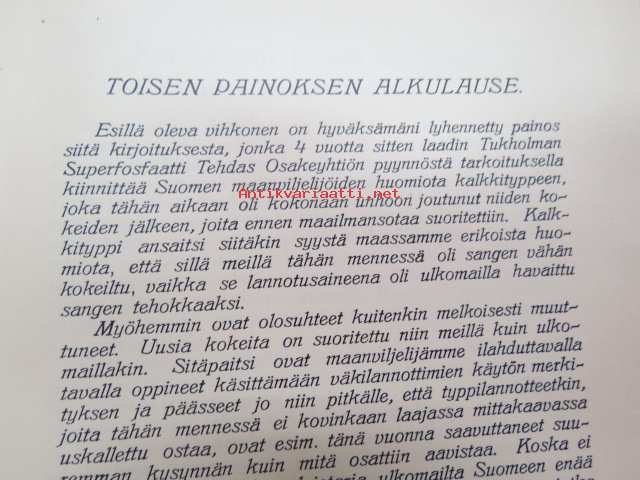 TOISEN PAINOKSEN ALKULAUSE.
Esillä oleva vihkonen on hyväksämäni lyhennetty painos
siitä kirjoituksesta, jonka 4 vuotta sitten laadin Tukholman
Superfosfaatti Tehdas Osakeyhtiön pyynnöstä tarkoituksella
kiinnittää Suomen maanviljelijöiden huomiota kalkkityppeen,
Antikvariaatti.net
joka tähän aikaan oli kokonaan unhoon joutunut niiden ko-
keiden jälkeen, joita ennen maailmansotaa suoritettiin. Kalk-
kityppi ansaitsi siitäkin syystä maassamme erikoista huo-
miota, että sillä meillä tähän mennessä oli sangen vähän
kokeiltu, vaikka se lannotusaineena oli ulkomailla havaittu
sangen tehokkaaksi.
Myöhemmin ovat olosuhteet kuitenkin melkoisesti muut-
tuneet. Uusia kokeita on suoritettu niin meillä kuin ulko-
maillakin. Sitäpaitsi ovat maanviljelijämme ilahduttavalla
tavalla oppineet käsittämään väkilannottimien käytön merki-
tyksen ja päässeet jo niin pitkälle, että typpilannotteetkin,
joita tähän mennessä ei kovinkaan laajassa mittakaavassa
uuskallettu ostaa, ovat esim. tänä vuonna saavuttaneet suu-
remman kysynnän kuin mitä osattiin aavistaa. Koska ei
ulkomailta Suomeen enää